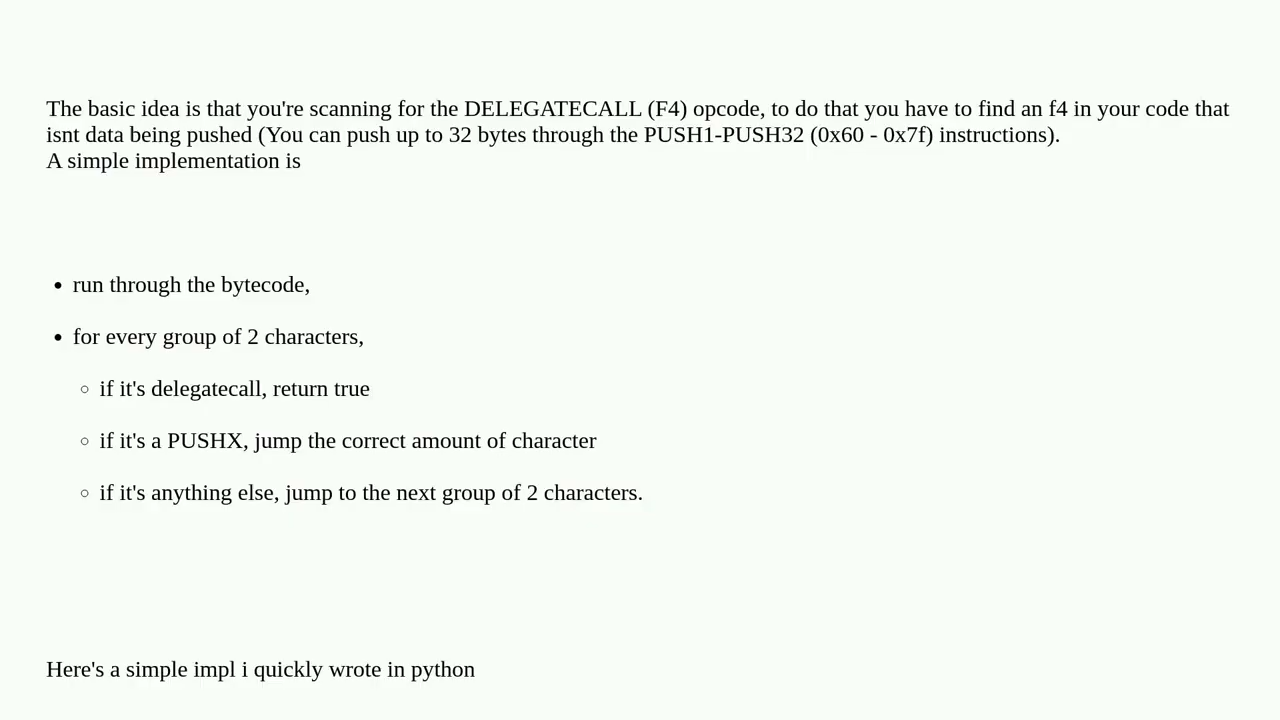 The basic idea is that you're scanning for the DELEGATECALL (F4) opcode, to do that you have to find an f4 in your code that
isnt data being pushed (You can push up to 32 bytes through the PUSH1-PUSH32 (0x60 - 0x7f) instructions).
A simple implementation is
• run through the bytecode,
• for every group of 2 characters,
○ if it's delegatecall, return true
○ if it's a PUSHX, jump the correct amount of character
○ if it's anything else, jump to the next group of 2 characters.
Here's a simple impl i quickly wrote in python